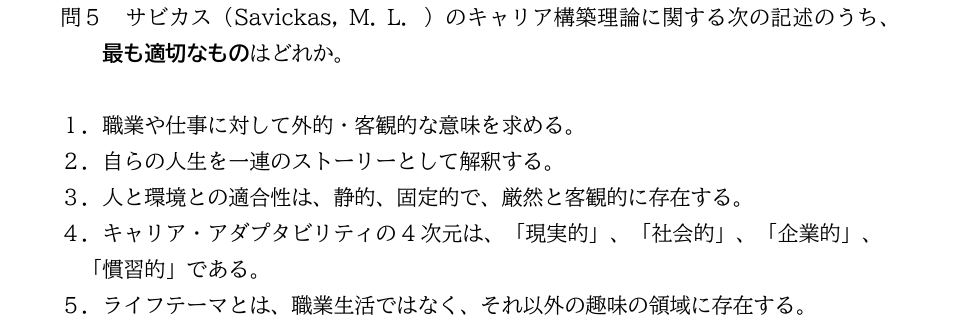 問５　サビカス（Savickas, M. L. ）のキャリア構築理論に関する次の記述のうち、
最も適切なものはどれか。
１．職業や仕事に対して外的・客観的な意味を求める。
２．自らの人生を一連のストーリーとして解釈する。
３．人と環境との適合性は、静的、固定的で、厳然と客観的に存在する。
４．キャリア・アダプタビリティの４次元は、「現実的」、「社会的」、「企業的」、
「慣習的」である。
５．ライフテーマとは、職業生活ではなく、それ以外の趣味の領域に存在する。